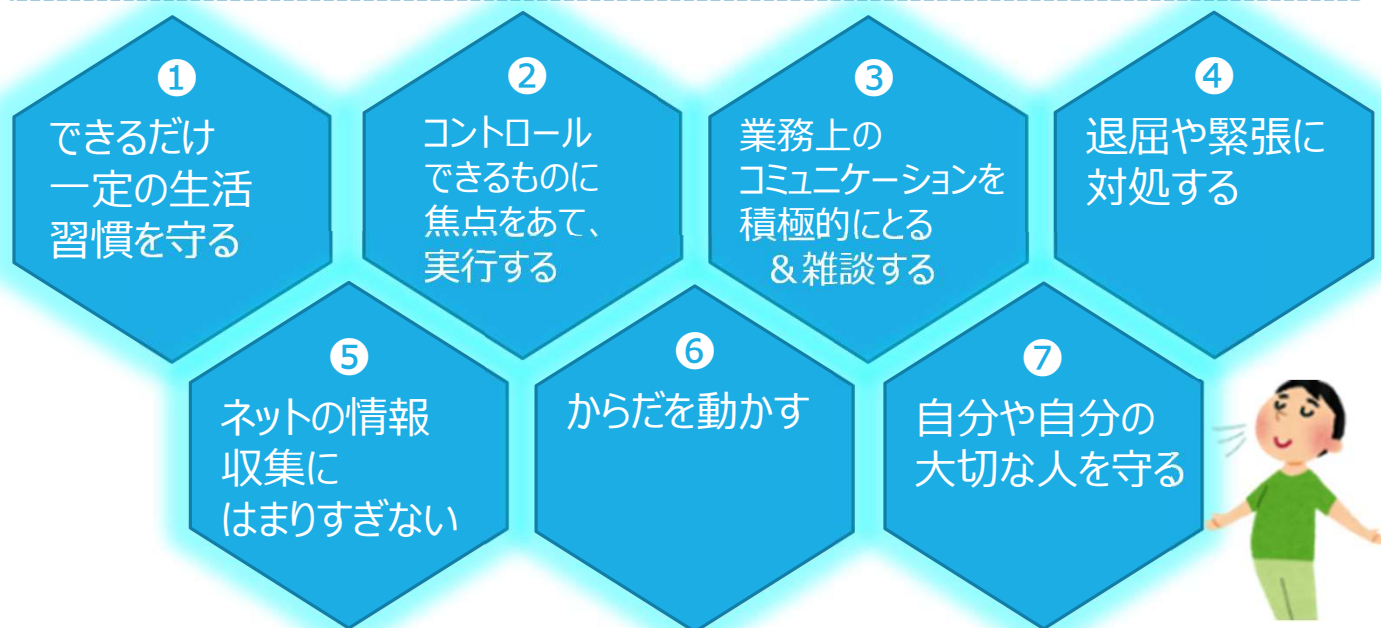 ❶
できるだけ
一定の生活
習慣を守る
❷
コントロール
できるものに
焦点をあて、
実行する
❸
業務上の
コミュニケーションを
積極的にとる
＆雑談する
❹
退屈や緊張に
対処する
❺
ネットの情報
収集に
はまりすぎない
❻
からだを動かす
❼
自分や自分の
大切な人を守る